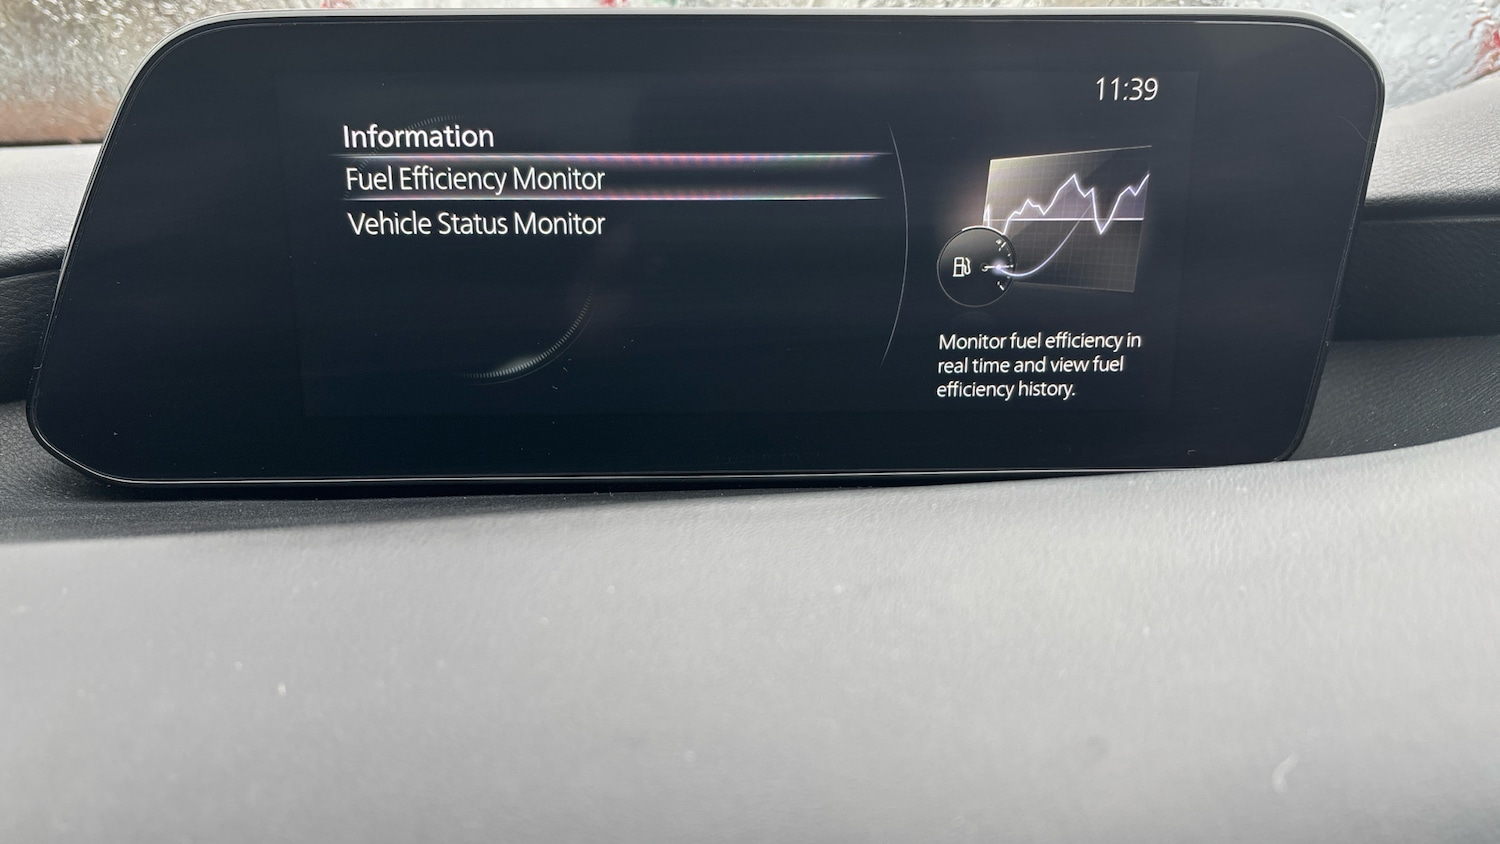 11:39
Information
Fuel Efficiency Monitor
Vehicle Status Monitor
Monitor fuel efficiency in
real time and view fuel
efficiency history.